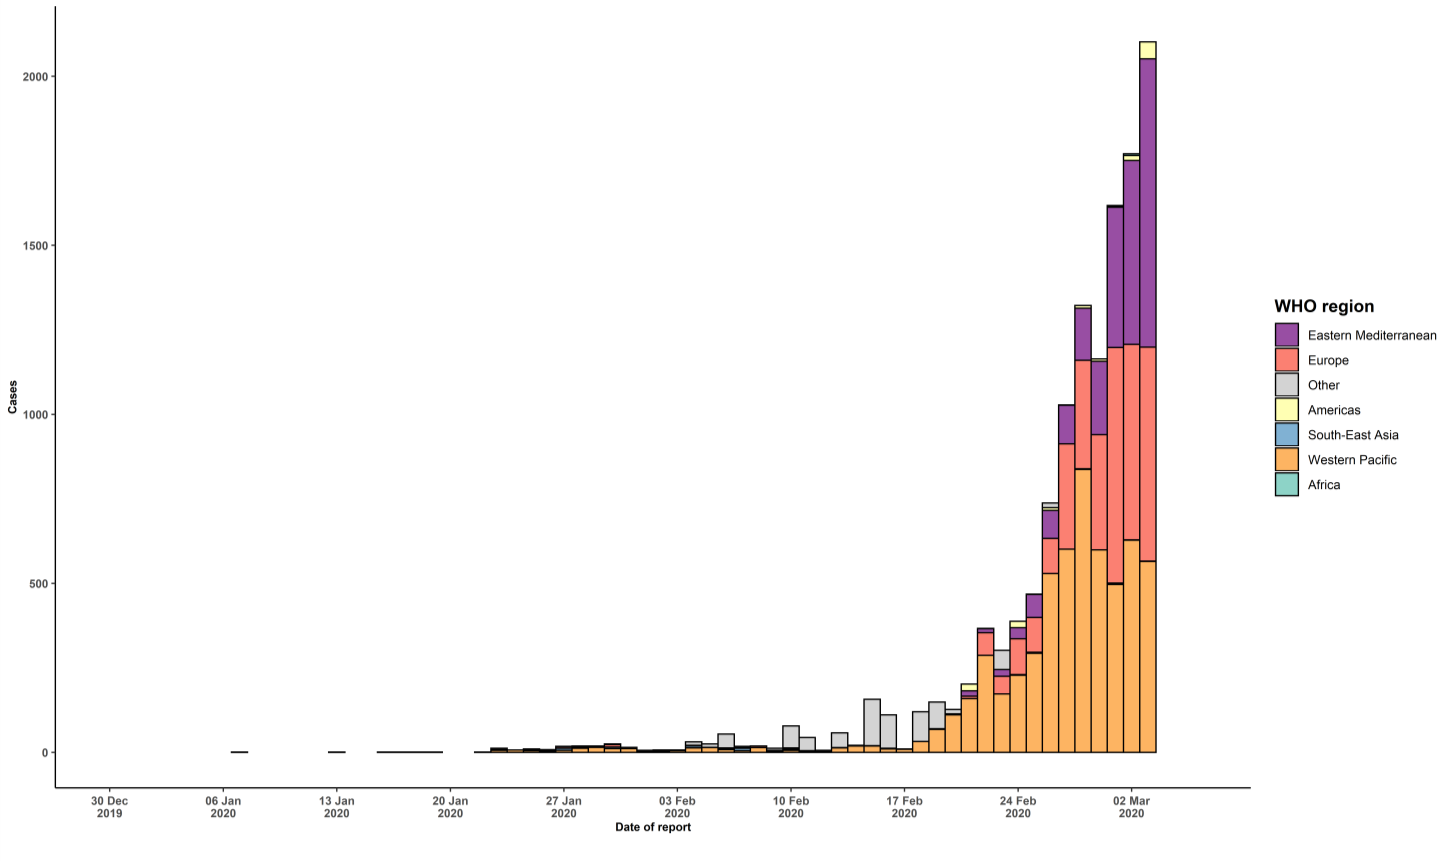 2000
1500
1000
500
0
Cases
30 Dec
2019
06 Jan
2020
13 Jan
2020
20 Jan
2020
27 Jan
2020
03 Feb
2020
10 Feb
2020
17 Feb
2020
24 Feb
2020
02 Mar
2020
Date of report
WHO region
Eastern Mediterranean
Europe
Other
Americas
South-East Asia
Western Pacific
Africa